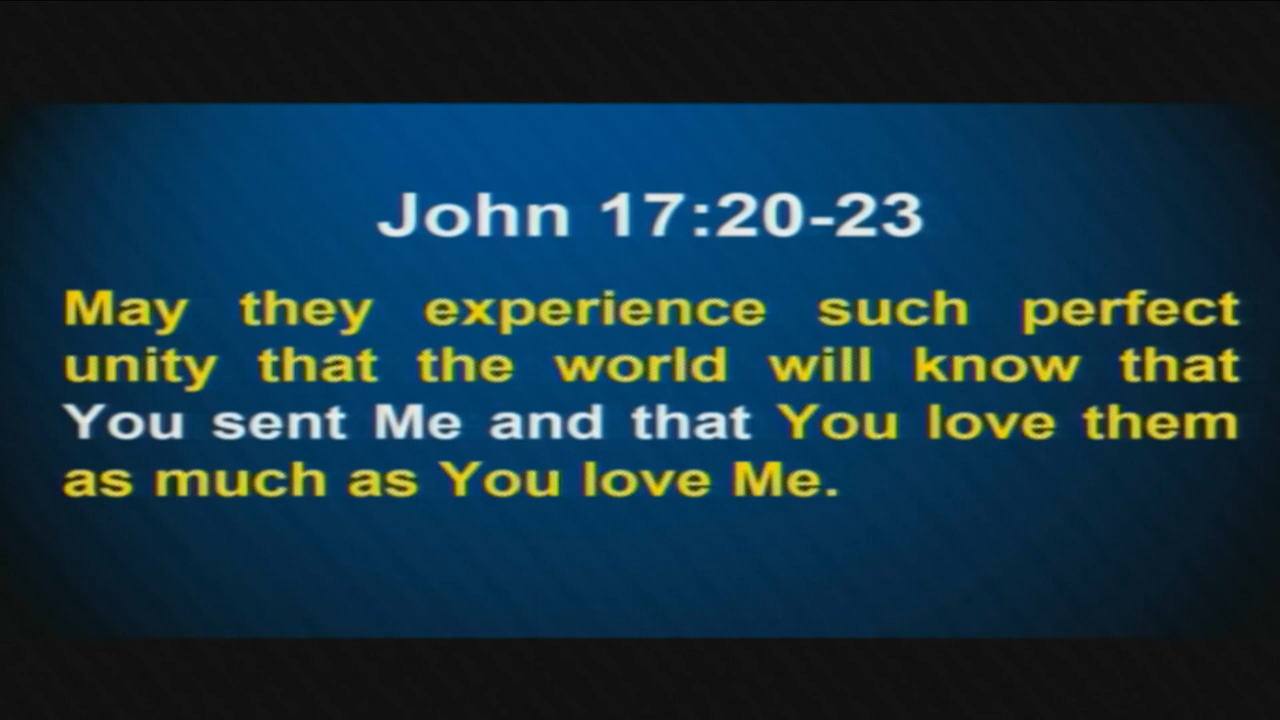 John 17:20-23
May they experience such perfect
unity that the world will know that
You sent Me and that You love them
as much as You love Me.